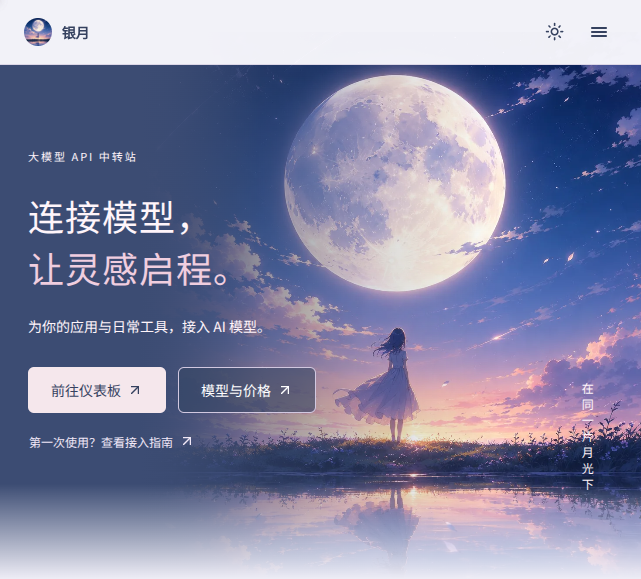 银月
大模型 API 中转站
连接模型，
让灵感启程。
为你的应用与日常工具，接入 AI 模型。
前往仪表板
模型与价格
第一次使用？查看接入指南
在同一片月光下